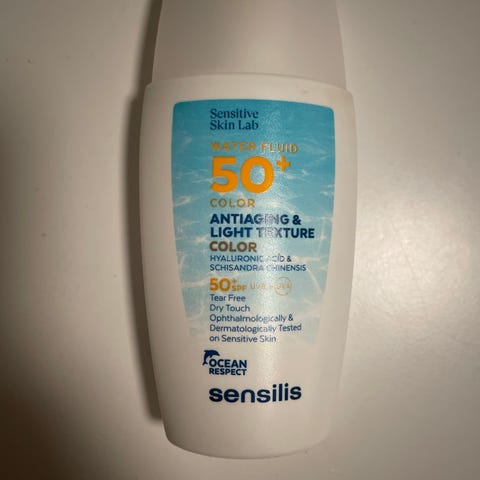 Sensitive
Skin Lab
WATER FLUID
50+
COLOR
ANTIAGING &
LIGHT TEXTURE
COLOR
HYALURONIC ACID &
SCHISANDRA CHINENSIS
50+ SPF UVB
Tear Free
Dry Touch
Ophthalmologically &
Dermatologically Tested
on Sensitive Skin
OCEAN
RESPECT
sensilis